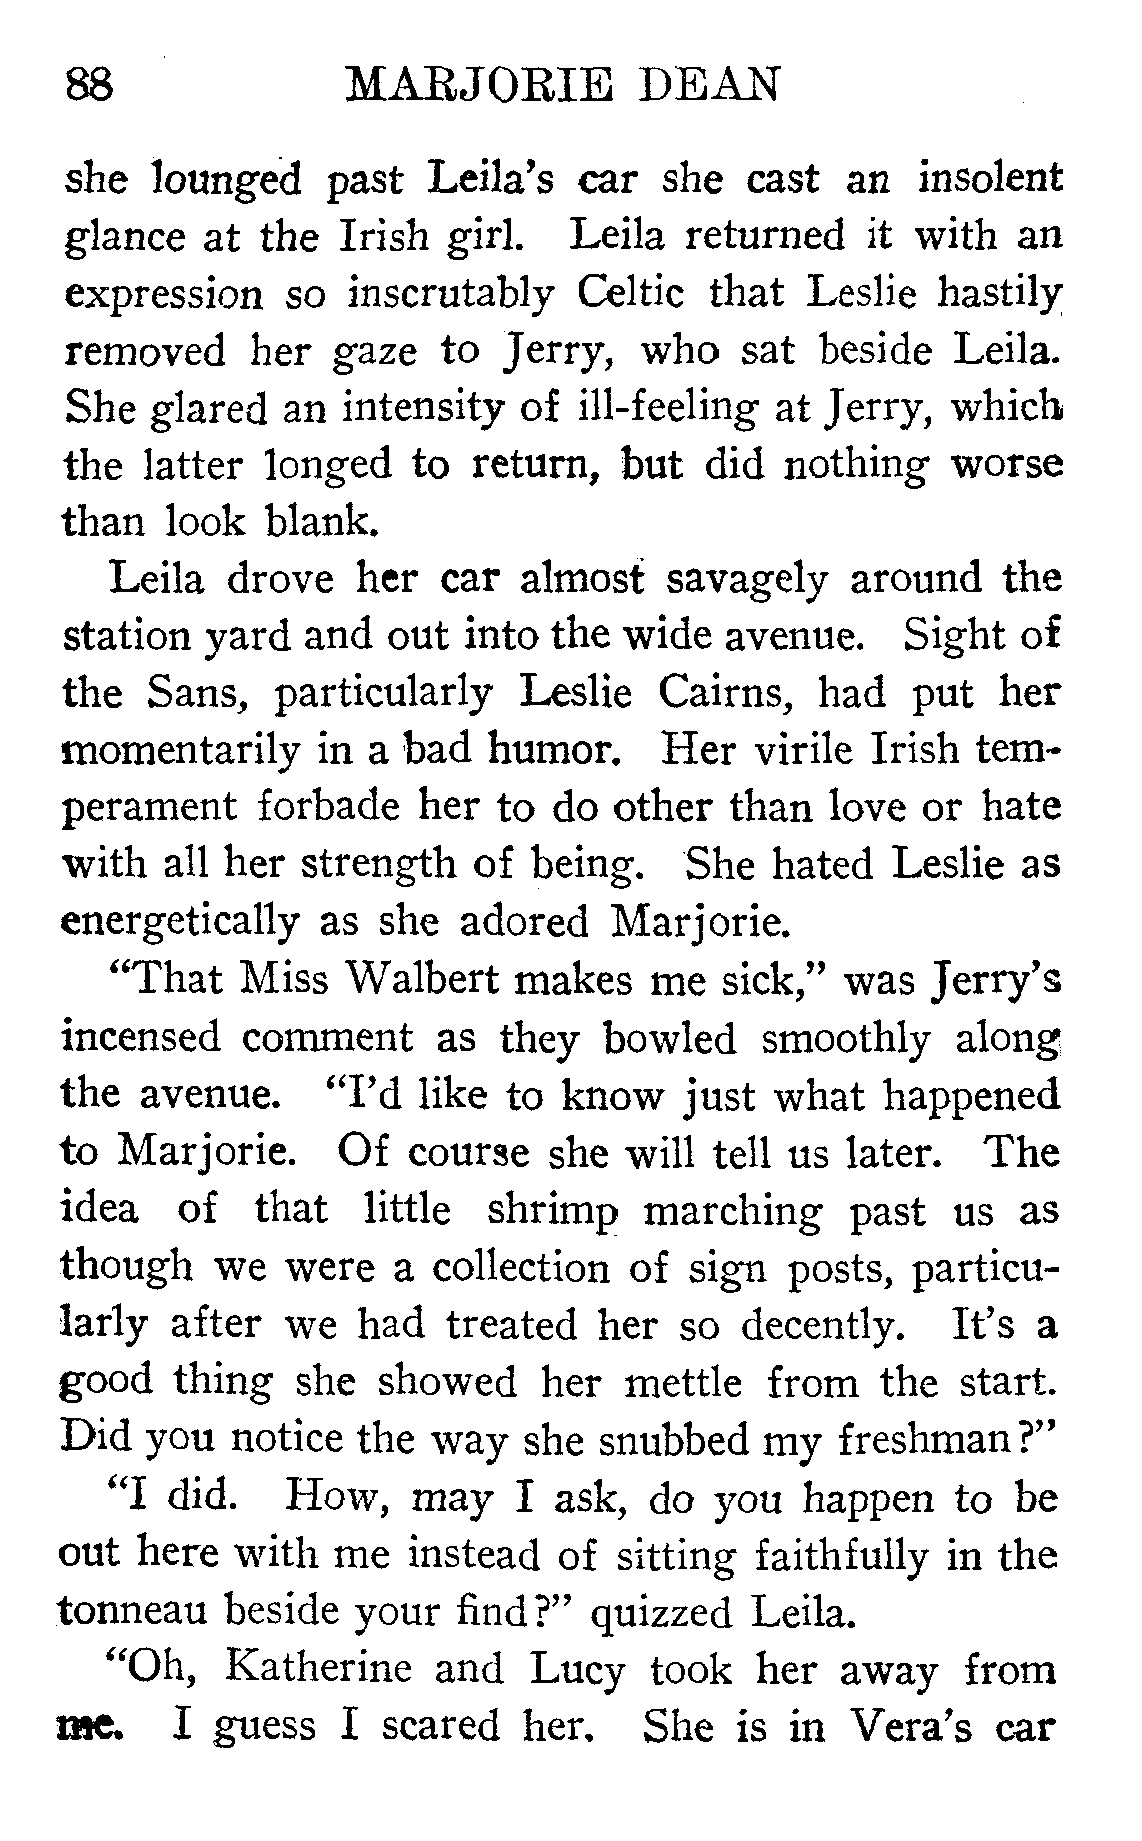 88 MARJORIE DEAN
she lounged past Leila's car she cast an insolent
glance at the Irish girl. Leila returned it with an
expression so inscrutably Celtic that Leslie hastily
removed her gaze to Jerry, who sat beside Leila.
She glared an intensity of ill-feeling at Jerry, which
the latter longed to return, but did nothing worse
than look blank.
Leila drove her car almost savagely around the
station yard and out into the wide avenue. Sight of
the Sans, particularly Leslie Cairns, had put her
momentarily in a bad humor. Her virile Irish tem-
perament forbade her to do other than love or hate
with all her strength of being. She hated Leslie as
energetically as she adored Marjorie.
“That Miss Walbert makes me sick,” was Jerry's
incensed comment as they bowled smoothly along
the avenue. “I'd like to know just what happened
to Marjorie. Of course she will tell us later. The
idea of that little shrimp marching past us as
though we were a collection of sign posts, particu-
larly after we had treated her so decently. It's a
good thing she showed her mettle from the start.
Did you notice the way she snubbed my freshman?”
“I did. How, may I ask, do you happen to be
out here with me instead of sitting faithfully in the
tonneau beside your find?” quizzed Leila.
“Oh, Katherine and Lucy took her away from
me. I guess I scared her. She is in Vera's car